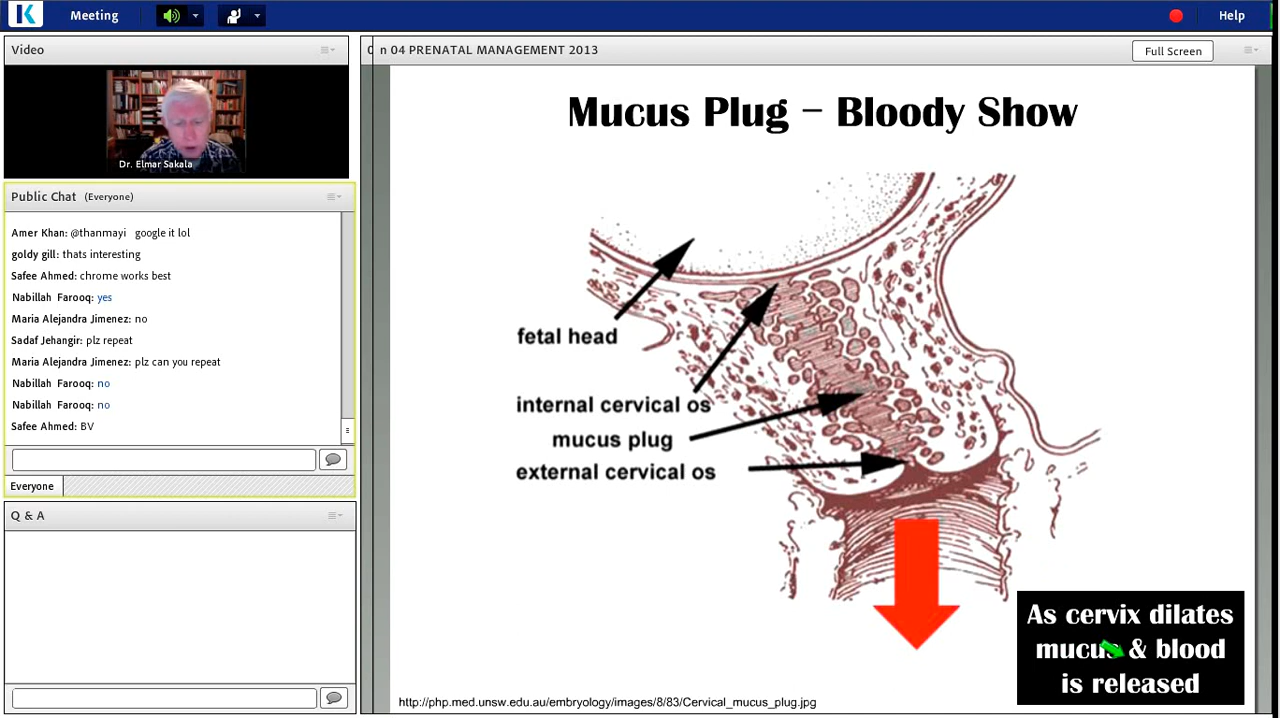 K Meeting Help
Video
Dr. Elmar Sakala
Public Chat (Everyone)
Amer Khan: @thanmayi google it lol
goldy gill: thats interesting
Safee Ahmed: chrome works best
Nabillah Farooq: yes
Maria Alejandra Jimenez: no
Sadaf Jehangir: plz repeat
Maria Alejandra Jimenez: plz can you repeat
Nabillah Farooq: no
Nabillah Farooq: no
Safee Ahmed: BV
Everyone
Q & A
n 04 PRENATAL MANAGEMENT 2013
Full Screen
Mucus Plug – Bloody Show
fetal head
internal cervical os
mucus plug
external cervical os
As cervix dilates
mucus & blood
is released
http://php.med.unsw.edu.au/embryology/images/8/83/Cervical_mucus_plug.jpg